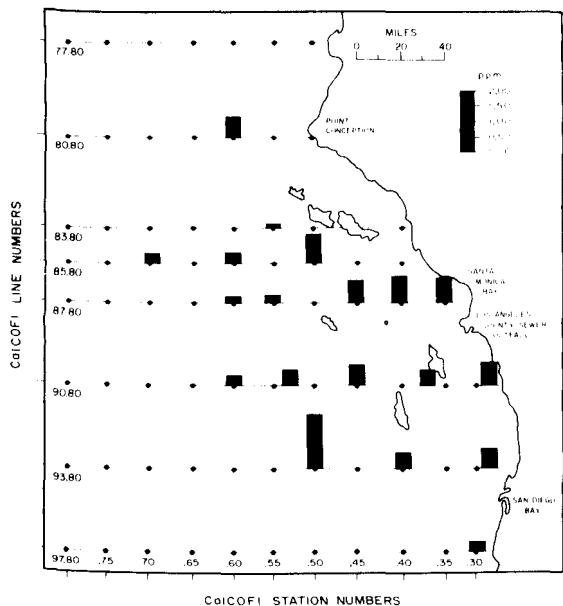 MILES
0 20 40
p.p.m.
77.80
POINT
CONCEPTION
80.80
83.80
85.80
SANTA
MONICA
BAY
87.80
LOS ANGELES
COUNTY SEWER
OUTFALL
90.80
93.80
SAN DIEGO
BAY
97.80 .75 .70 .65 .60 .55 .50 .45 .40 .35 .30
CalCOFI LINE NUMBERS
CalCOFI STATION NUMBERS